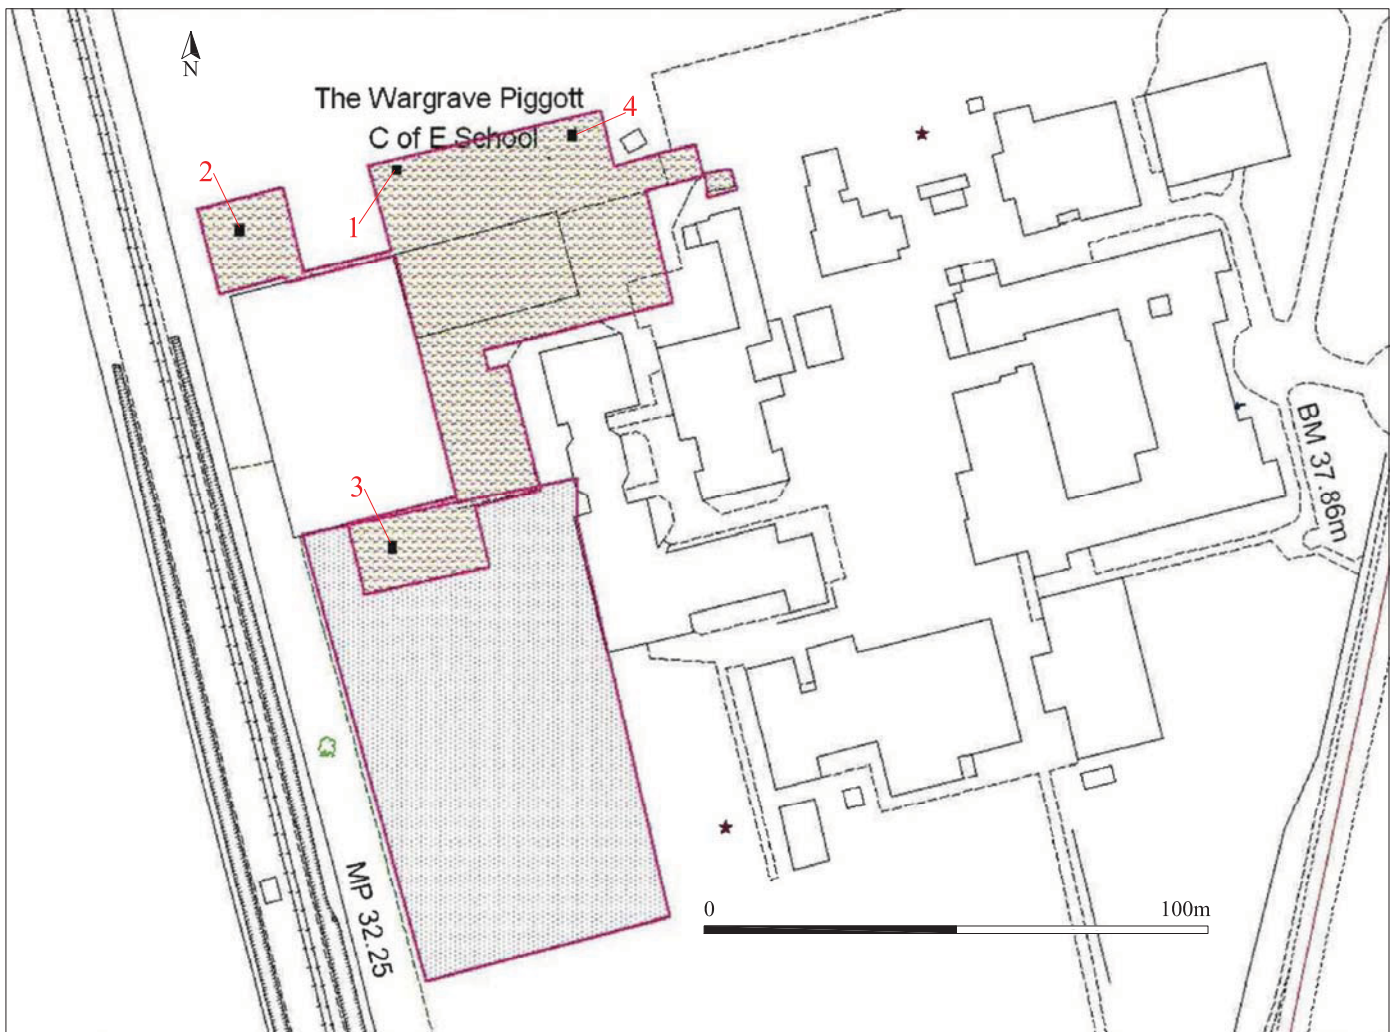 N
The Wargrave Piggott
C of E School
4
2
1
3
BM 37.86m
MP 32.25
0 100m